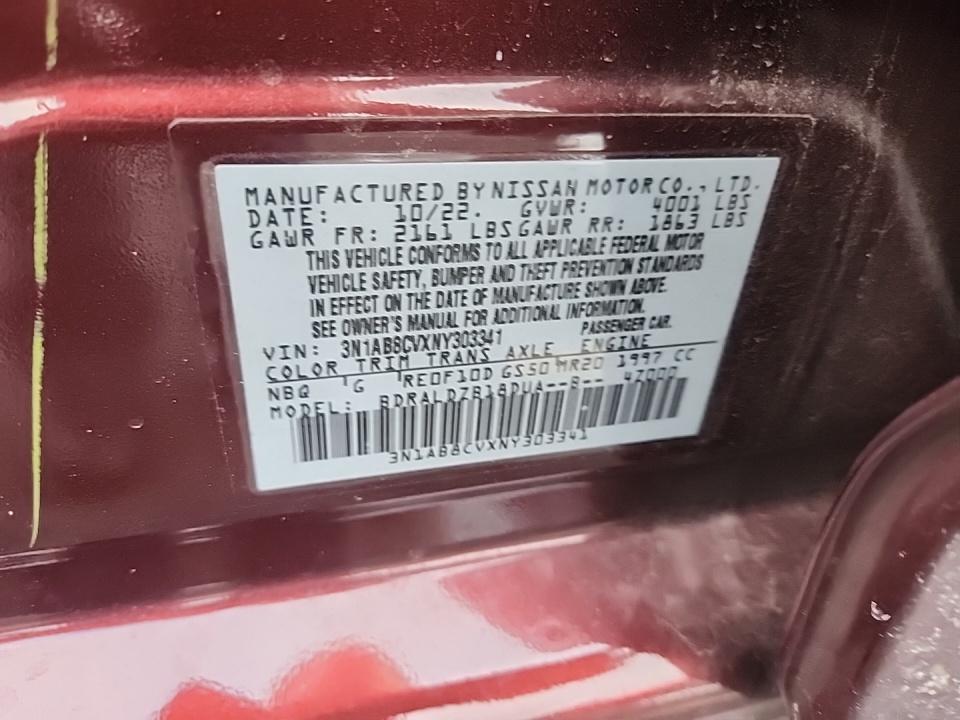 MANUFACTURED BY NISSAN MOTOR CO., LTD.
DATE: 10/22. GVWR: 4001 LBS
GAWR FR: 2161 LBS GAWR RR: 1863 LBS
THIS VEHICLE CONFORMS TO ALL APPLICABLE FEDERAL MOTOR
VEHICLE SAFETY, BUMPER AND THEFT PREVENTION STANDARDS
IN EFFECT ON THE DATE OF MANUFACTURE SHOWN ABOVE.
SEE OWNER'S MANUAL FOR ADDITIONAL INFORMATION.
VIN: 3N1AB8CVXNY303341 PASSENGER CAR.
COLOR TRIM TRANS AXLE ENGINE
NBQ G RE0F10D GS50 MR20 1997 CC
MODEL: BDRALDZB18DUA--B-- 4Z000
3N1AB8CVXNY303341